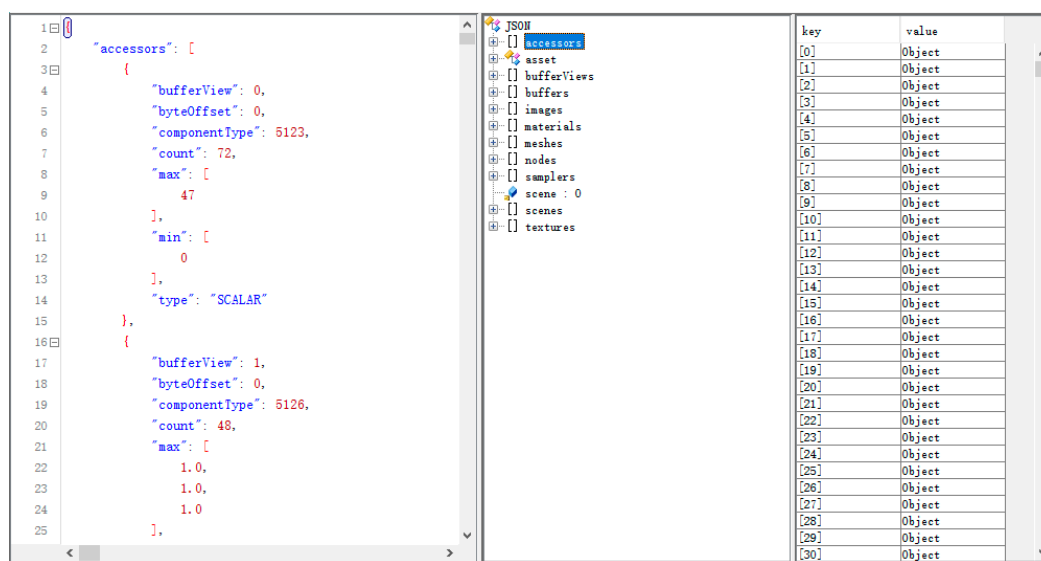 1 {
2 "accessors": [
3 {
4 "bufferView": 0,
5 "byteOffset": 0,
6 "componentType": 5123,
7 "count": 72,
8 "max": [
9 47
10 ],
11 "min": [
12 0
13 ],
14 "type": "SCALAR"
15 },
16 {
17 "bufferView": 1,
18 "byteOffset": 0,
19 "componentType": 5126,
20 "count": 48,
21 "max": [
22 1.0,
23 1.0,
24 1.0
25 ],
JSON
[] accessors
asset
[] bufferViews
[] buffers
[] images
[] materials
[] meshes
[] nodes
[] samplers
scene : 0
[] scenes
[] textures
key value
[0] Object
[1] Object
[2] Object
[3] Object
[4] Object
[5] Object
[6] Object
[7] Object
[8] Object
[9] Object
[10] Object
[11] Object
[12] Object
[13] Object
[14] Object
[15] Object
[16] Object
[17] Object
[18] Object
[19] Object
[20] Object
[21] Object
[22] Object
[23] Object
[24] Object
[25] Object
[26] Object
[27] Object
[28] Object
[29] Object
[30] Object